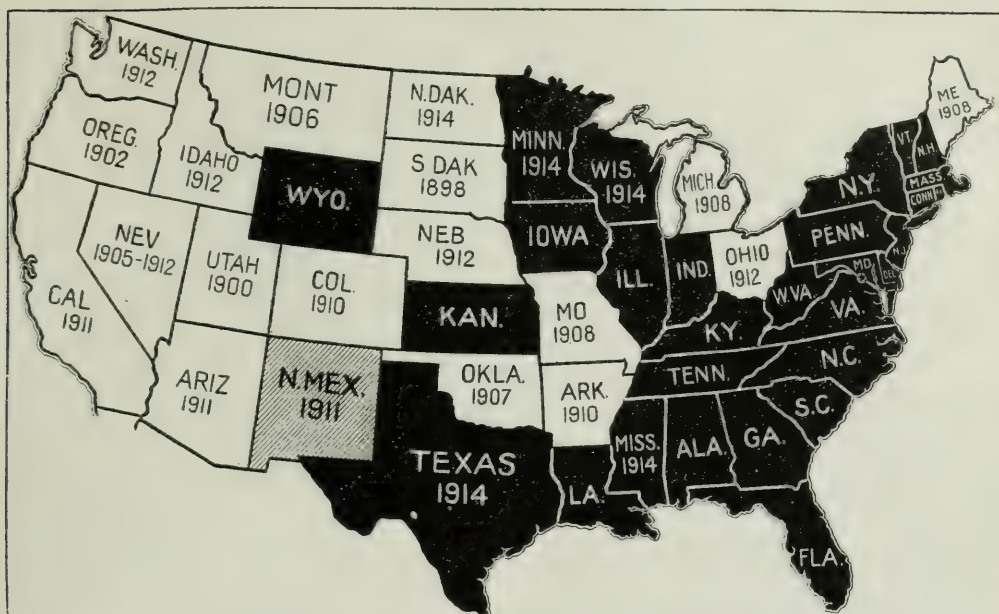 WASH.
1912
OREG.
1902
IDAHO
1912
MONT
1906
N.DAK.
1914
S DAK
1898
WYO.
NEB
1912
NEV
1905-1912
UTAH
1900
COL.
1910
KAN.
CAL
1911
ARIZ
1911
N.MEX.
1911
OKLA.
1907
TEXAS
1914
MINN.
1914
WIS.
1914
IOWA
MICH.
1908
ILL.
IND.
OHIO
1912
MO
1908
ARK.
1910
KY.
TENN.
MISS.
1914
ALA.
GA.
LA.
FLA.
S.C.
N.C.
VA.
W.VA.
PENN.
N.Y.
VT.
N.H.
ME
1908
MASS
CONN
N.J.
MD.
DEL